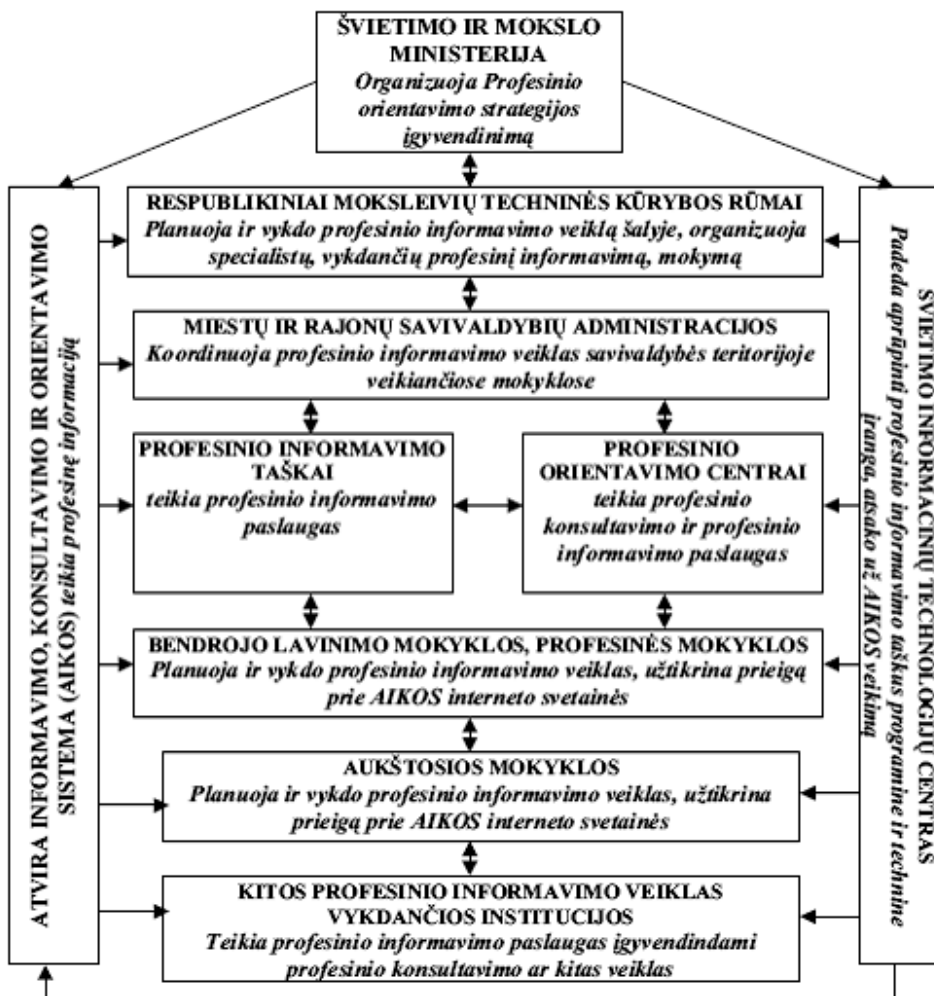 ŠVIETIMO IR MOKSLO
MINISTERIJA
Organizuoja Profesinio
orientavimo strategijos
įgyvendinimą
ATVIRA INFORMAVIMO, KONSULTAVIMO IR ORIENTAVIMO
SISTEMA (AIKOS) teikia profesinę informaciją
RESPUBLIKINIAI MOKSLEIVIŲ TECHNINĖS KŪRYBOS RŪMAI
Planuoja ir vykdo profesinio informavimo veiklą šalyje, organizuoja
specialistų, vykdančių profesinį informavimą, mokymą
MIESTŲ IR RAJONŲ SAVIVALDYBIŲ ADMINISTRACIJOS
Koordinuoja profesinio informavimo veiklas savivaldybės teritorijoje
veikiančiose mokyklose
PROFESINIO INFORMAVIMO
TAŠKAI
teikia profesinio informavimo
paslaugas
PROFESINIO
ORIENTAVIMO CENTRAI
teikia profesinio
konsultavimo ir profesinio
informavimo paslaugas
BENDROJO LAVINIMO MOKYKLOS, PROFESINĖS MOKYKLOS
Planuoja ir vykdo profesinio informavimo veiklas, užtikrina prieigą
prie AIKOS interneto svetainės
AUKŠTOSIOS MOKYKLOS
Planuoja ir vykdo profesinio informavimo veiklas, užtikrina
prieigą prie AIKOS interneto svetainės
KITOS PROFESINIO INFORMAVIMO VEIKLAS
VYKDANČIOS INSTITUCIJOS
Teikia profesinio informavimo paslaugas įgyvendindami
profesinio konsultavimo ar kitas veiklas
ŠVIETIMO INFORMACINIŲ TECHNOLOGIJŲ CENTRAS
Padeda aprūpinti profesinio informavimo taškus programine ir technine
įranga, atsako už AIKOS veikimą